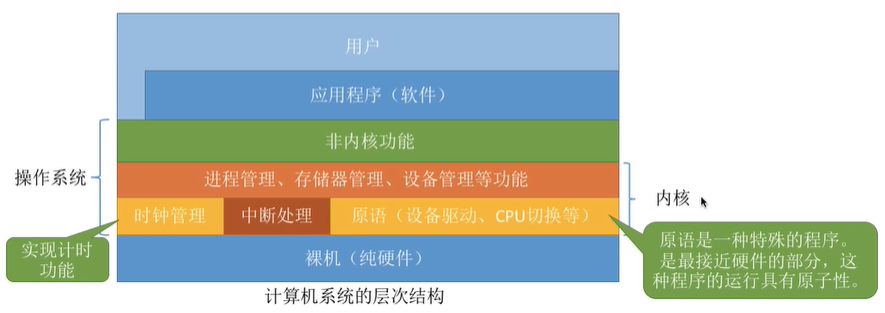 用户
应用程序（软件）
非内核功能
操作系统
进程管理、存储器管理、设备管理等功能
内核
时钟管理
中断处理
原语（设备驱动、CPU切换等）
实现计时
功能
裸机（纯硬件）
原语是一种特殊的程序。
是最接近硬件的部分，这
种程序的运行具有原子性。
计算机系统的层次结构